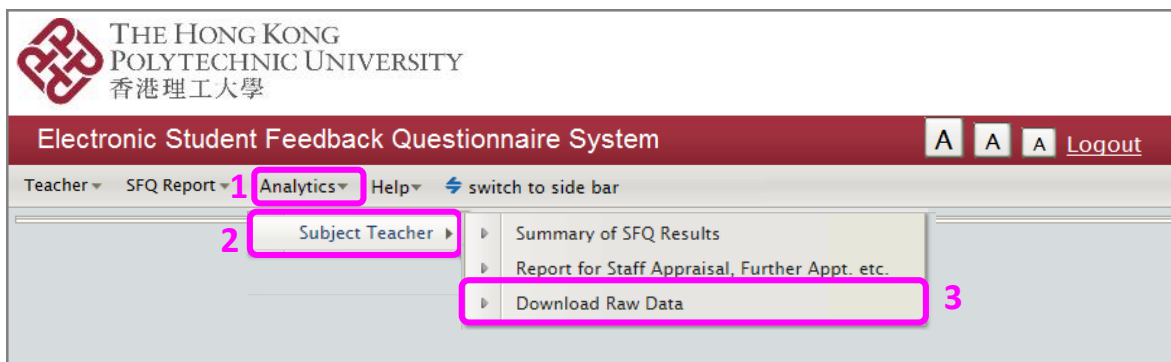 THE HONG KONG
POLYTECHNIC UNIVERSITY
香港理工大學
Electronic Student Feedback Questionnaire System A A A Logout
Teacher SFQ Report 1 Analytics Help switch to side bar
2 Subject Teacher Summary of SFQ Results
Report for Staff Appraisal, Further Appt. etc.
Download Raw Data 3